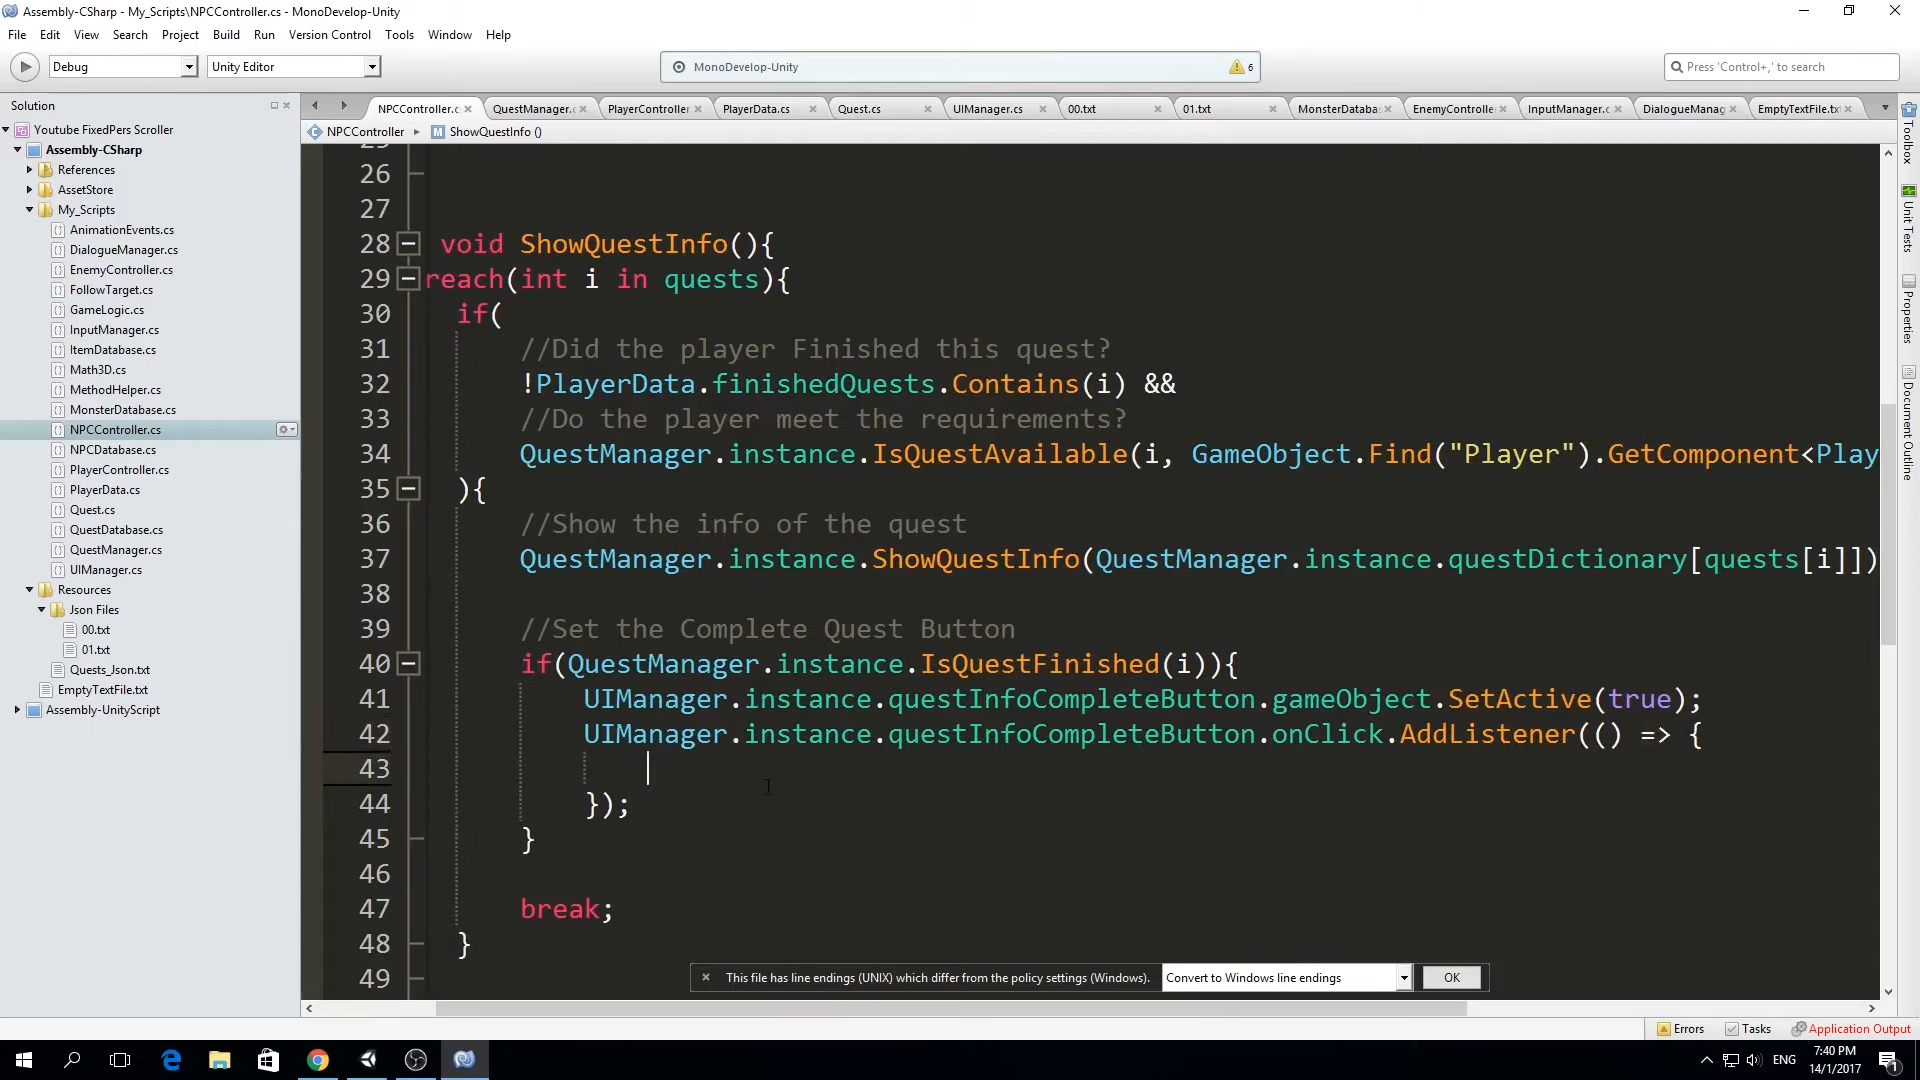 Assembly-CSharp - My_Scripts\NPCController.cs - MonoDevelop-Unity
File Edit View Search Project Build Run Version Control Tools Window Help
Debug Unity Editor MonoDevelop-Unity 6 Press 'Control+,' to search
Solution
NPCController.c QuestManager.c PlayerController PlayerData.cs Quest.cs UIManager.cs 00.txt 01.txt MonsterDataba: EnemyControlle: InputManager.c DialogueManag EmptyTextFile.tx
NPCController ShowQuestInfo ()
Youtube FixedPers Scroller
Assembly-CSharp
References
AssetStore
My_Scripts
AnimationEvents.cs
DialogueManager.cs
EnemyController.cs
FollowTarget.cs
GameLogic.cs
InputManager.cs
ItemDatabase.cs
Math3D.cs
MethodHelper.cs
MonsterDatabase.cs
NPCController.cs
NPCDatabase.cs
PlayerController.cs
PlayerData.cs
Quest.cs
QuestDatabase.cs
QuestManager.cs
UIManager.cs
Resources
Json Files
00.txt
01.txt
Quests_Json.txt
EmptyTextFile.txt
Assembly-UnityScript
26
27
28 void ShowQuestInfo(){
29 reach(int i in quests){
30 if(
31 //Did the player Finished this quest?
32 !PlayerData.finishedQuests.Contains(i) &&
33 //Do the player meet the requirements?
34 QuestManager.instance.IsQuestAvailable(i, GameObject.Find("Player").GetComponent<Play
35 ){
36 //Show the info of the quest
37 QuestManager.instance.ShowQuestInfo(QuestManager.instance.questDictionary[quests[i]])
38
39 //Set the Complete Quest Button
40 if(QuestManager.instance.IsQuestFinished(i)){
41 UIManager.instance.questInfoCompleteButton.gameObject.SetActive(true);
42 UIManager.instance.questInfoCompleteButton.onClick.AddListener(() => {
43
44 });
45 }
46
47 break;
48 }
49
This file has line endings (UNIX) which differ from the policy settings (Windows). Convert to Windows line endings OK
Toolbox
Unit Tests
Properties
Document Outline
Errors Tasks Application Output
ENG 7:40 PM
14/1/2017
1